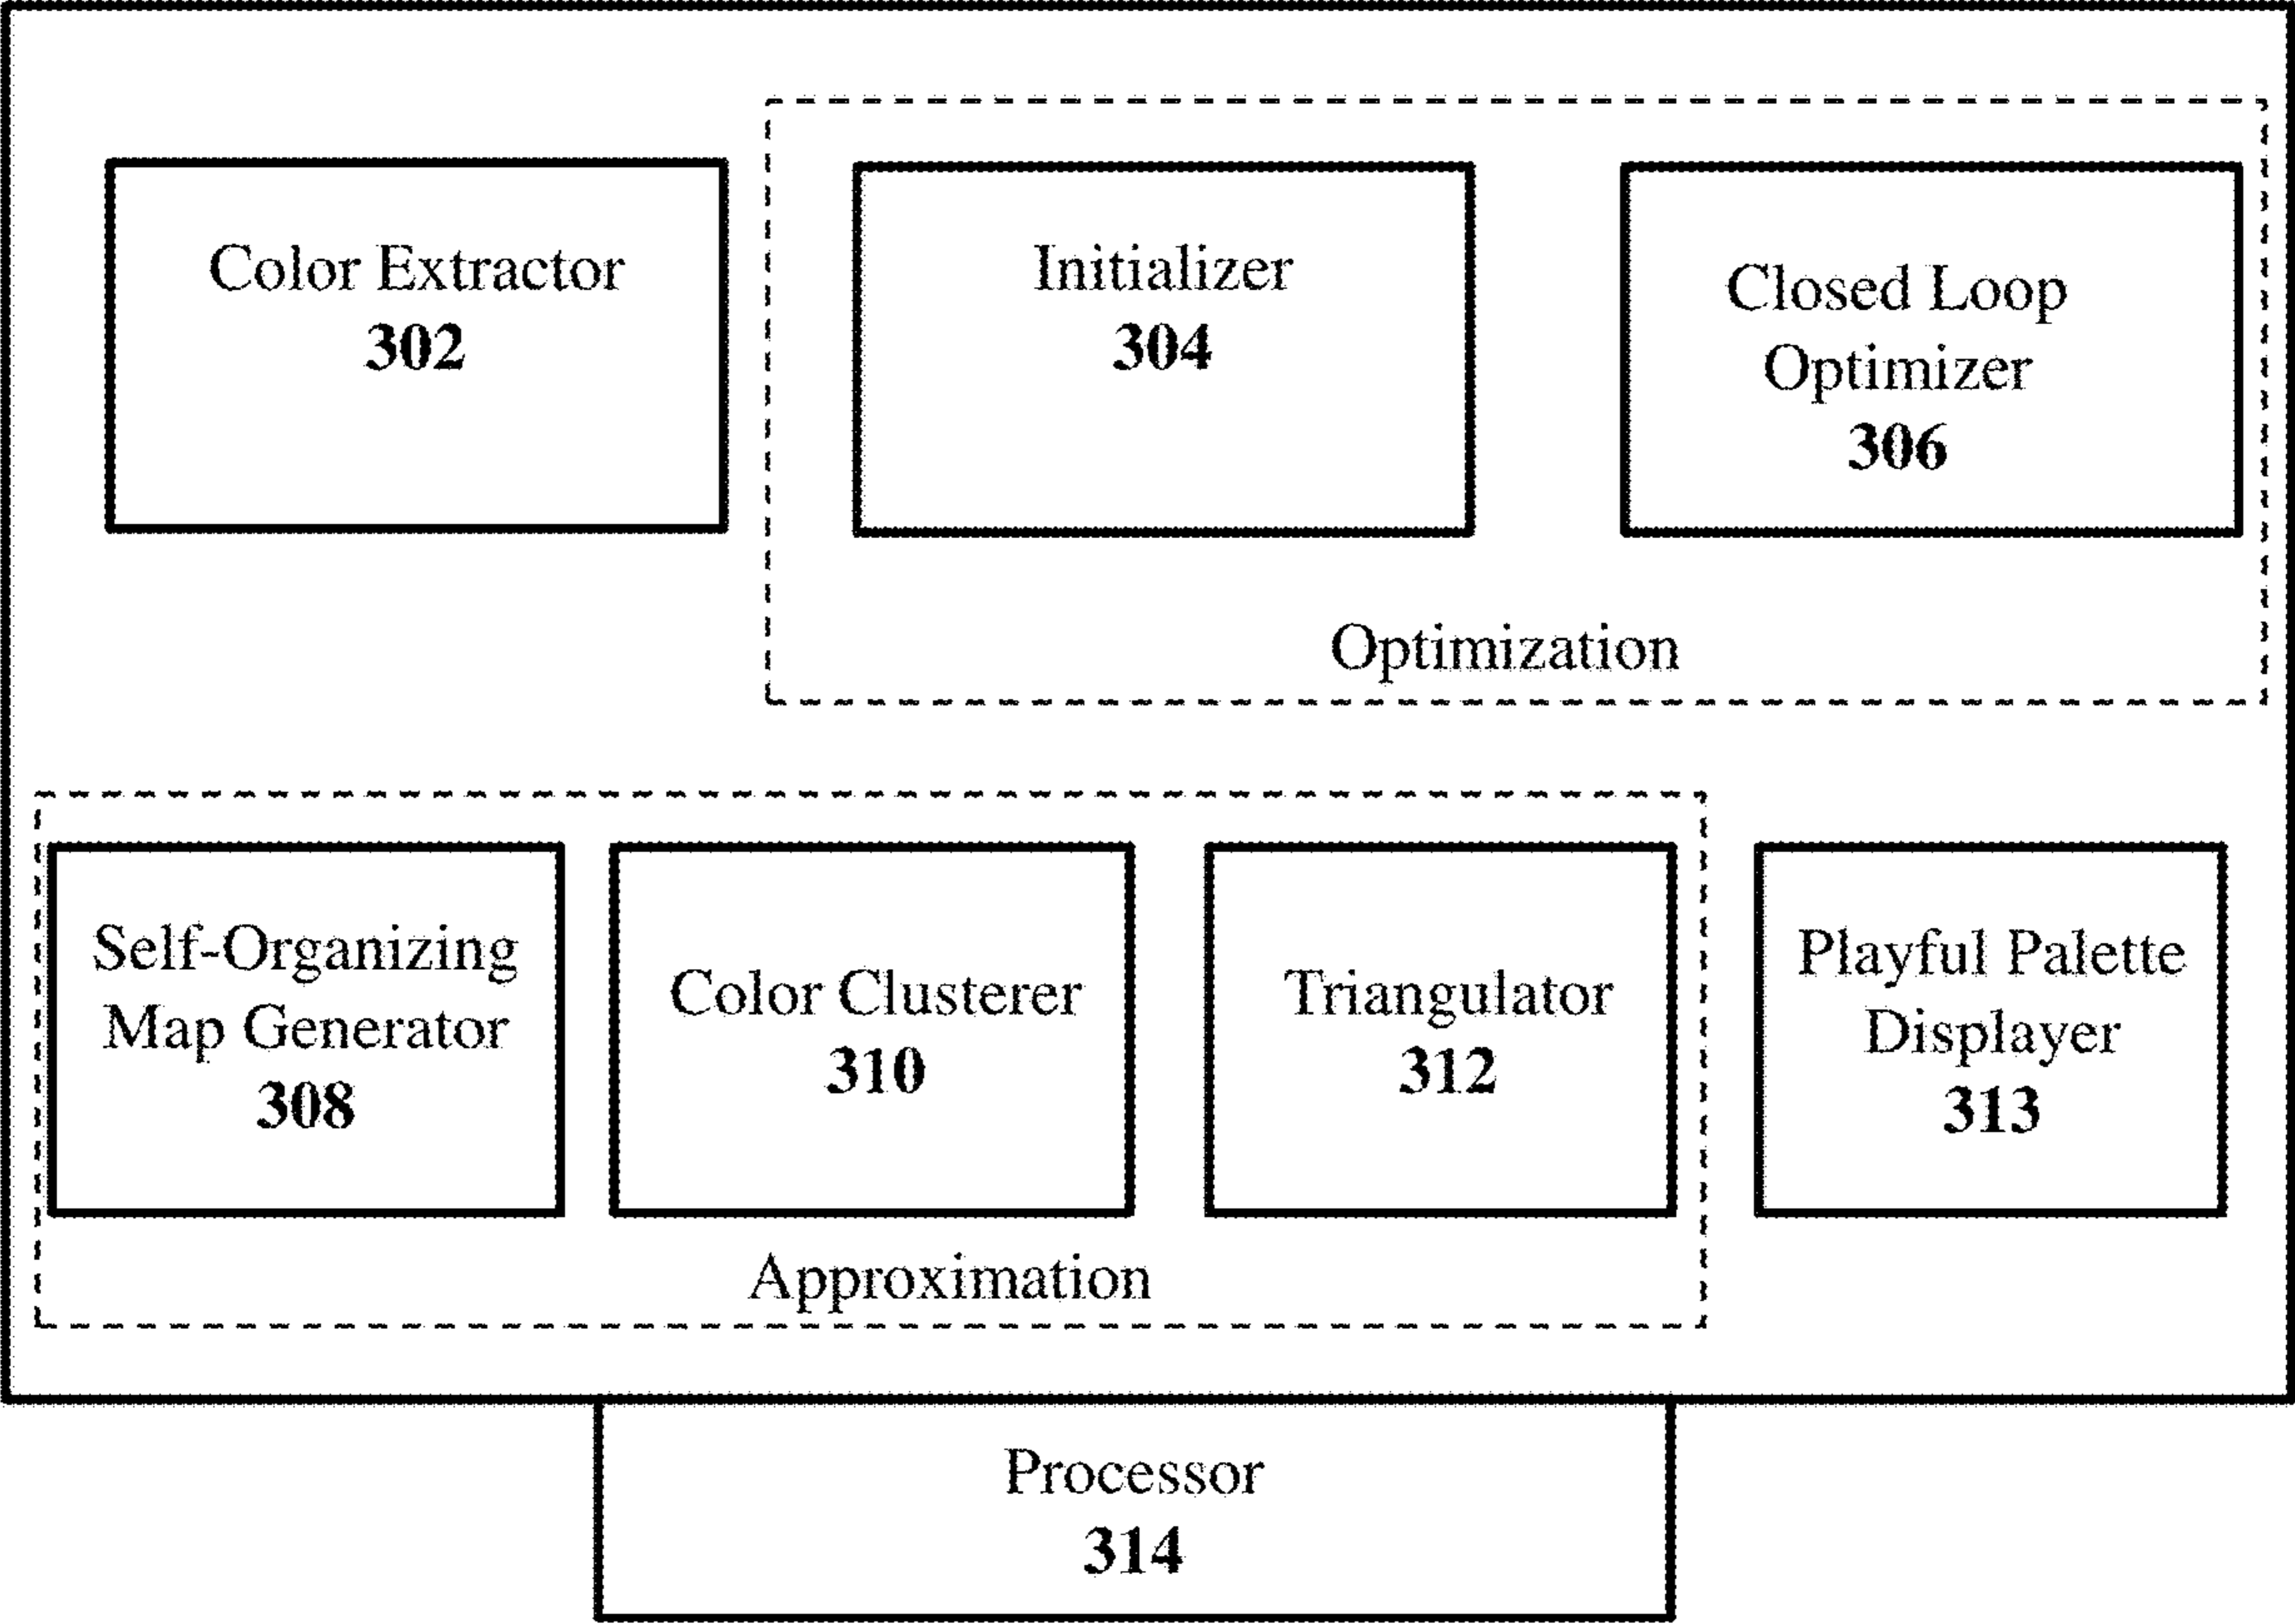 Color Extractor
302
Initializer
304
Closed Loop
Optimizer
306
Optimization
Self-Organizing
Map Generator
308
Color Clusterer
310
Triangulator
312
Playful Palette
Displayer
313
Approximation
Processor
314